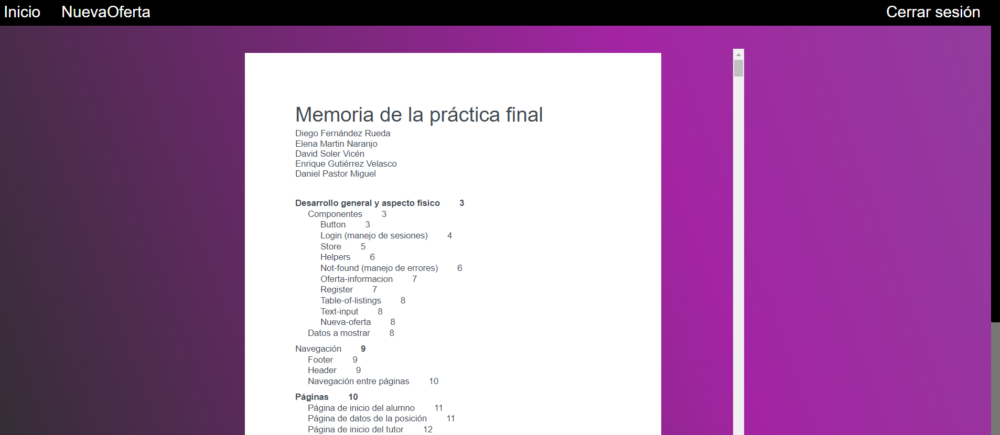 Inicio NuevaOferta Cerrar sesión
Memoria de la práctica final
Diego Fernández Rueda
Elena Martin Naranjo
David Soler Vicén
Enrique Gutiérrez Velasco
Daniel Pastor Miguel
Desarrollo general y aspecto físico 3
Componentes 3
Button 3
Login (manejo de sesiones) 4
Store 5
Helpers 6
Not-found (manejo de errores) 6
Oferta-informacion 7
Register 7
Table-of-listings 8
Text-input 8
Nueva-oferta 8
Datos a mostrar 8
Navegación 9
Footer 9
Header 9
Navegación entre páginas 10
Páginas 10
Página de inicio del alumno 11
Página de datos de la posición 11
Página de inicio del tutor 12